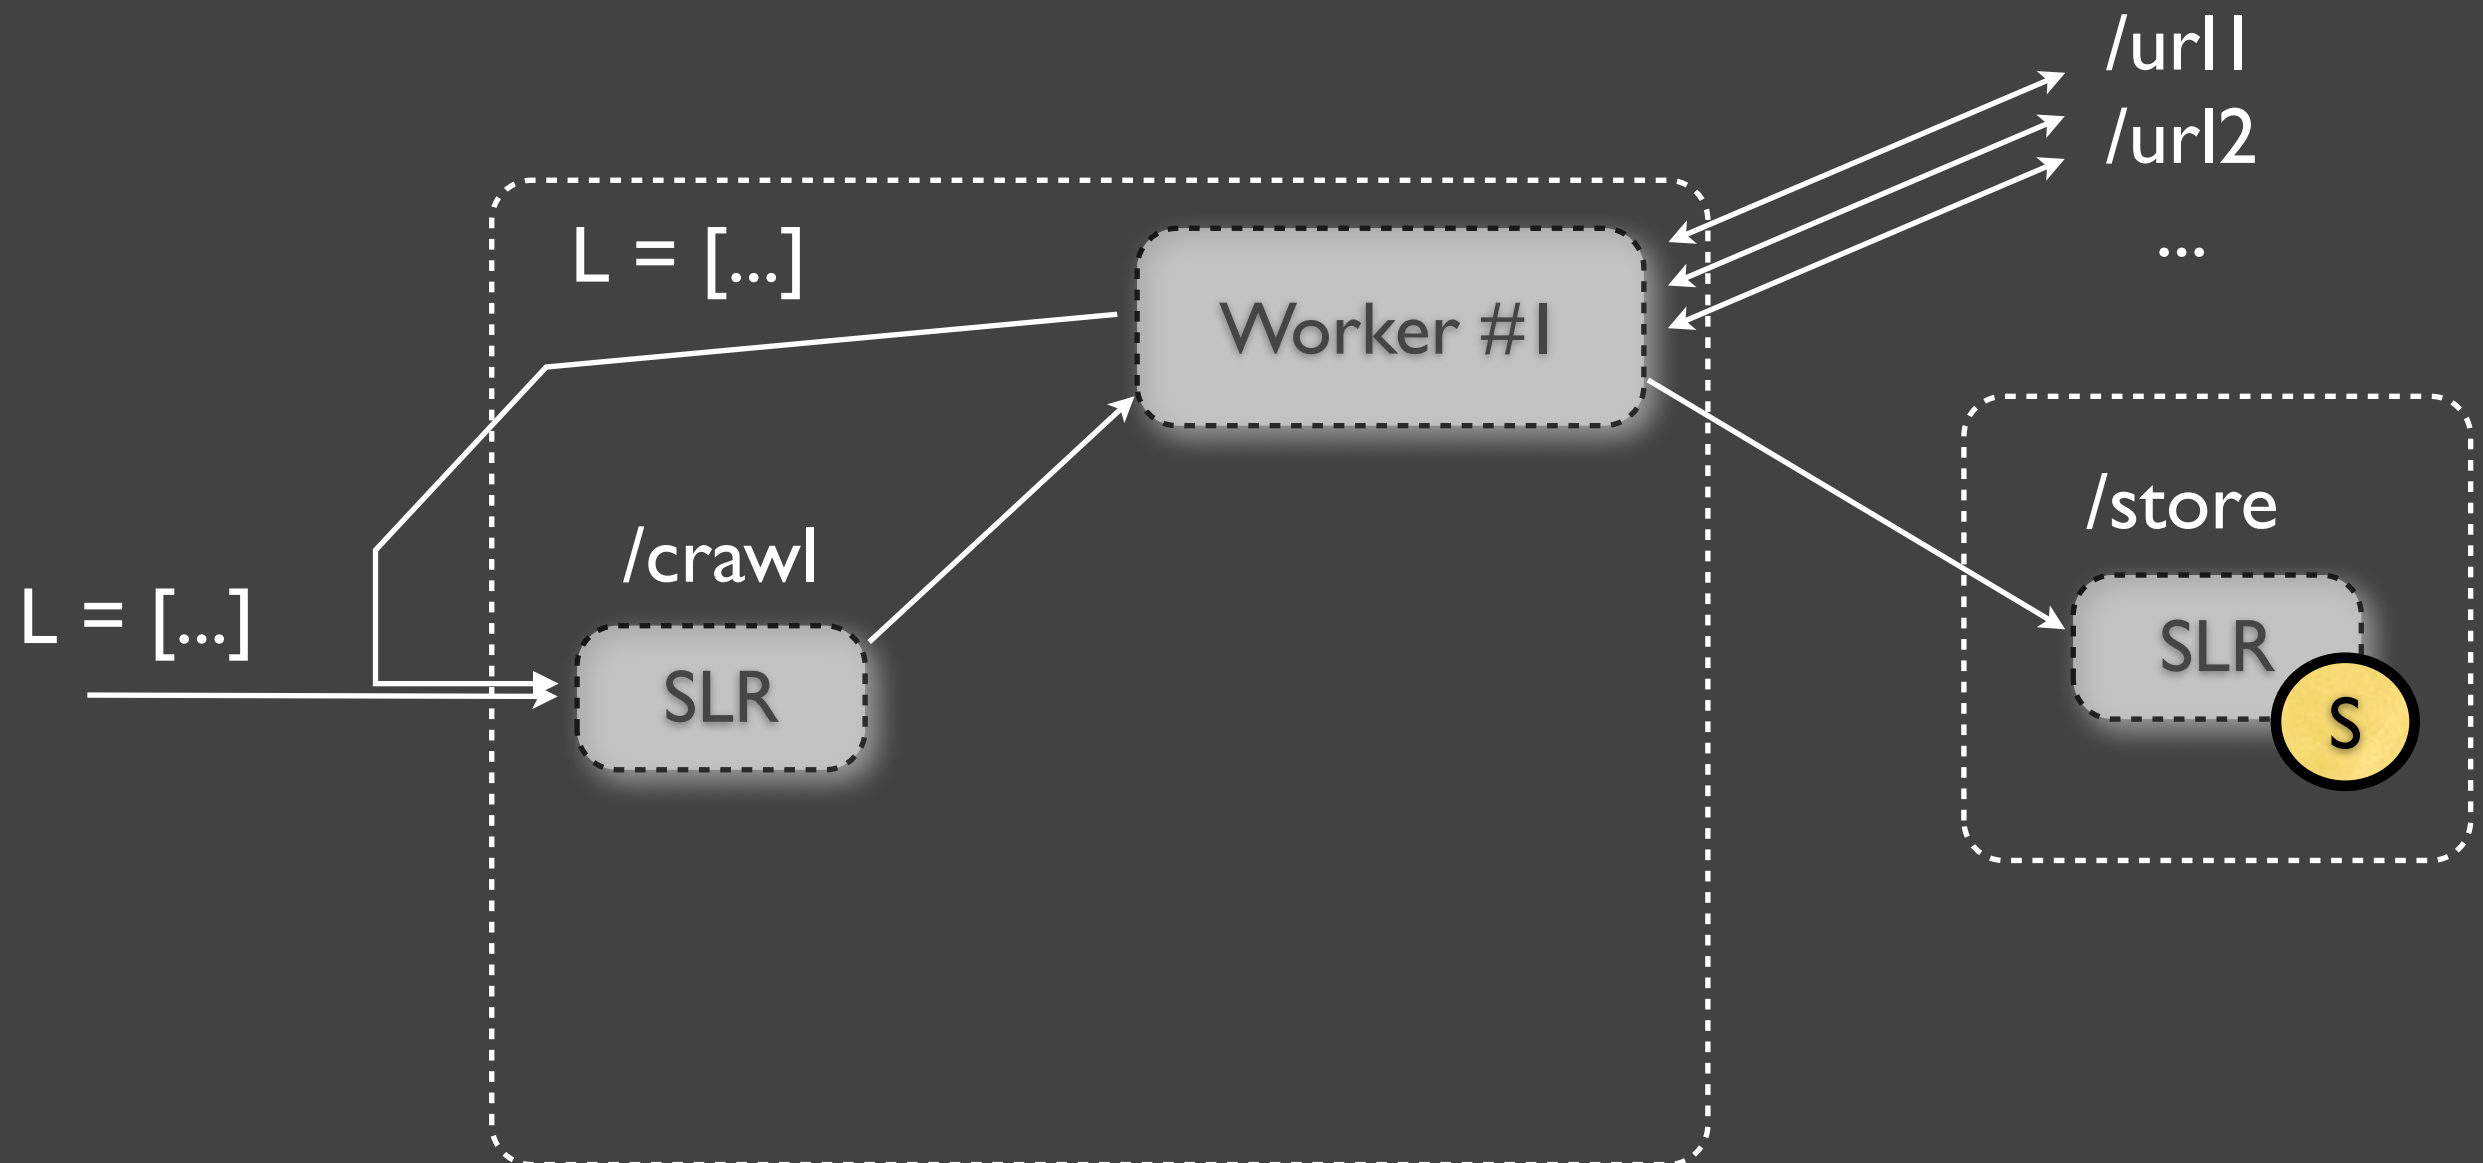 /url1
/url2
...
L = [...]
Worker #1
/store
/crawl
L = [...]
SLR
SLR
S